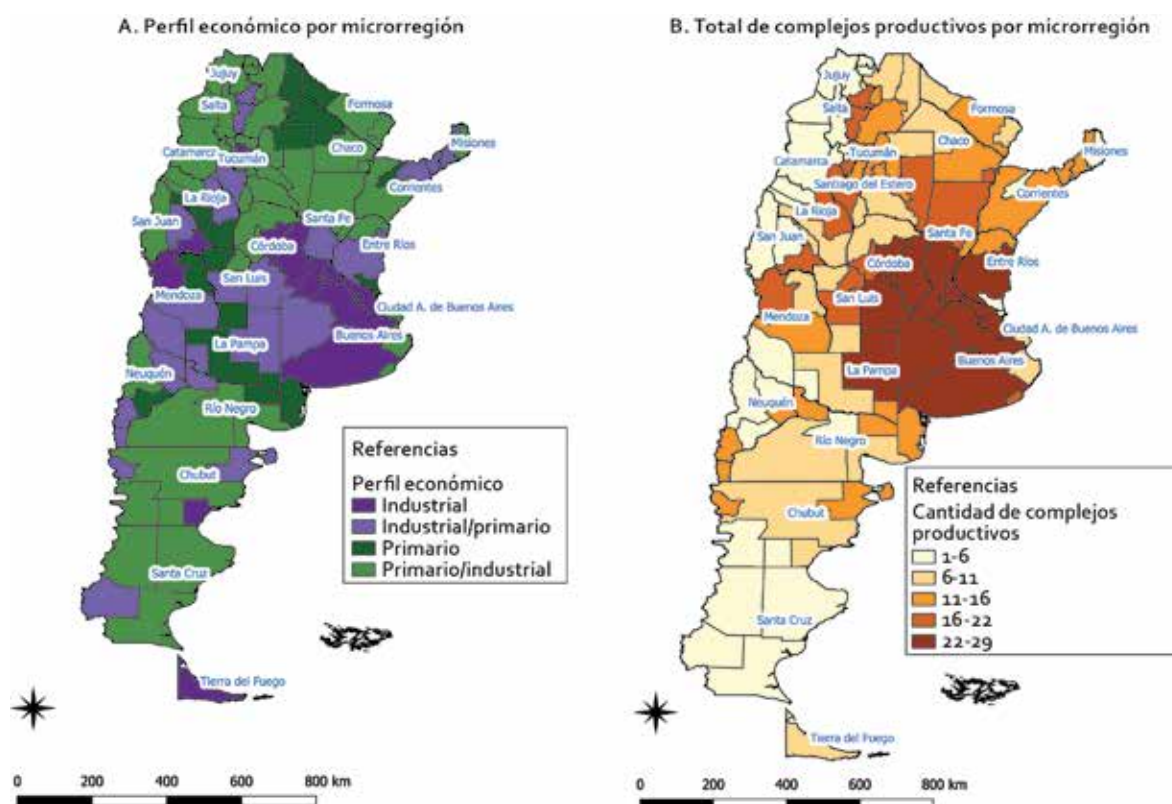 A. Perfil económico por microrregión
Jujuy
Salta
Formosa
Misiones
Catamarca
Tucumán
Chaco
Corrientes
La Rioja
San Juan
Santa Fe
Córdoba
Entre Ríos
San Luis
Mendoza
Ciudad A. de Buenos Aires
Buenos Aires
La Pampa
Neuquén
Río Negro
Chubut
Santa Cruz
Tierra del Fuego
Referencias
Perfil económico
Industrial
Industrial/primario
Primario
Primario/industrial
0 200 400 600 800 km
B. Total de complejos productivos por microrregión
Jujuy
Salta
Formosa
Misiones
Chaco
Catamarca
Tucumán
Santiago del Estero
Corrientes
La Rioja
San Juan
Santa Fe
Córdoba
Entre Ríos
San Luis
Mendoza
Ciudad A. de Buenos Aires
Buenos Aires
La Pampa
Neuquén
Río Negro
Chubut
Santa Cruz
Tierra del Fuego
Referencias
Cantidad de complejos
productivos
1-6
6-11
11-16
16-22
22-29
0 200 400 600 800 km